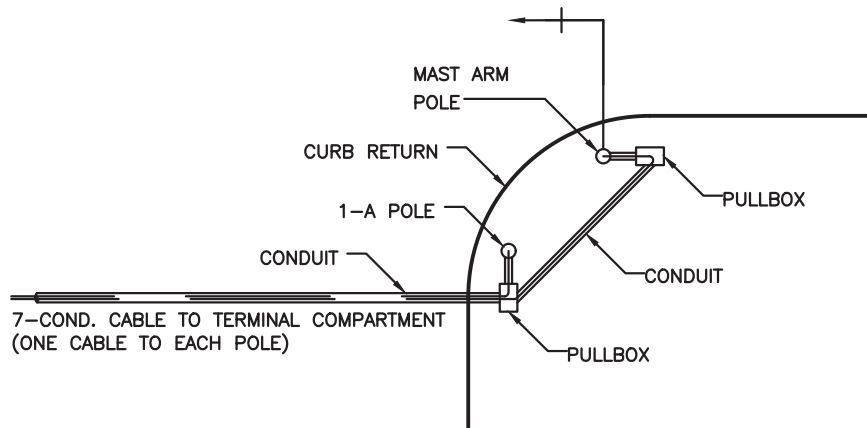 MAST ARM
POLE
CURB RETURN
PULLBOX
1-A POLE
CONDUIT
CONDUIT
7-COND. CABLE TO TERMINAL COMPARTMENT
(ONE CABLE TO EACH POLE)
PULLBOX